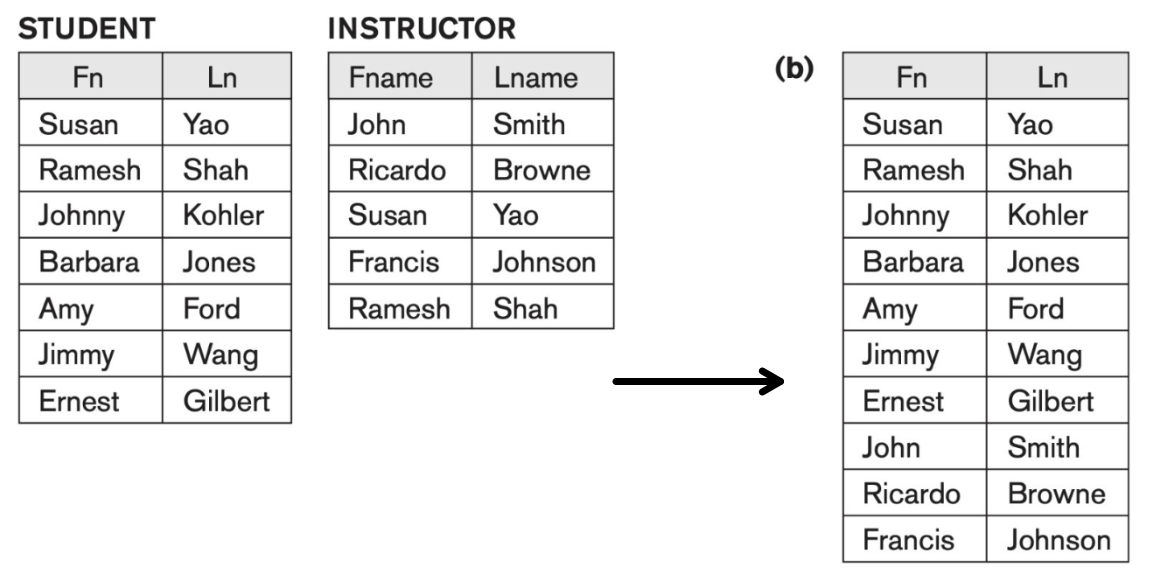 STUDENT
Fn Ln
Susan Yao
Ramesh Shah
Johnny Kohler
Barbara Jones
Amy Ford
Jimmy Wang
Ernest Gilbert
INSTRUCTOR
Fname Lname
John Smith
Ricardo Browne
Susan Yao
Francis Johnson
Ramesh Shah
(b)
Fn Ln
Susan Yao
Ramesh Shah
Johnny Kohler
Barbara Jones
Amy Ford
Jimmy Wang
Ernest Gilbert
John Smith
Ricardo Browne
Francis Johnson